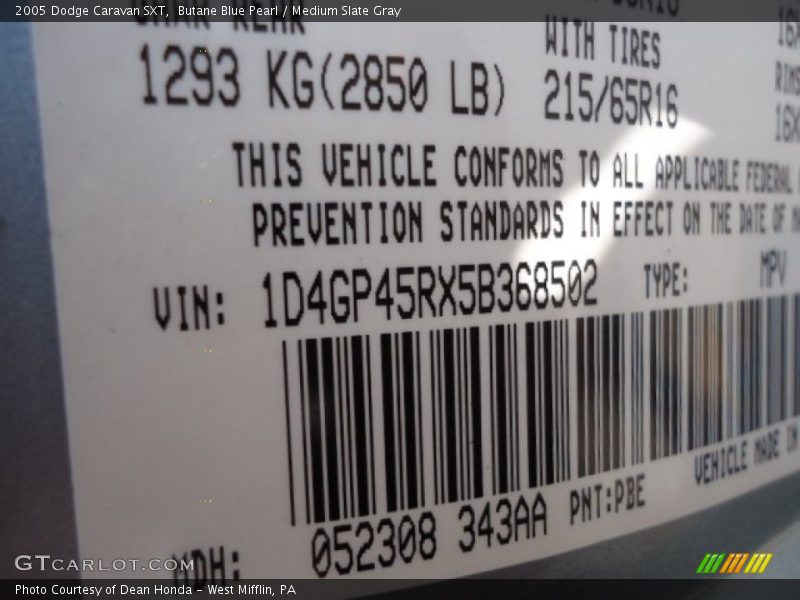 2005 Dodge Caravan SXT, Butane Blue Pearl / Medium Slate Gray
WITH TIRES
1293 KG(2850 LB) 215/65R16
THIS VEHICLE CONFORMS TO ALL APPLICABLE FEDERAL
PREVENTION STANDARDS IN EFFECT ON THE DATE OF
VIN: 1D4GP45RX5B368502 TYPE: MPV
VEHICLE MADE IN
MDH: 052308 343AA PNT:PBE
GTCARLOT.COM
Photo Courtesy of Dean Honda - West Mifflin, PA